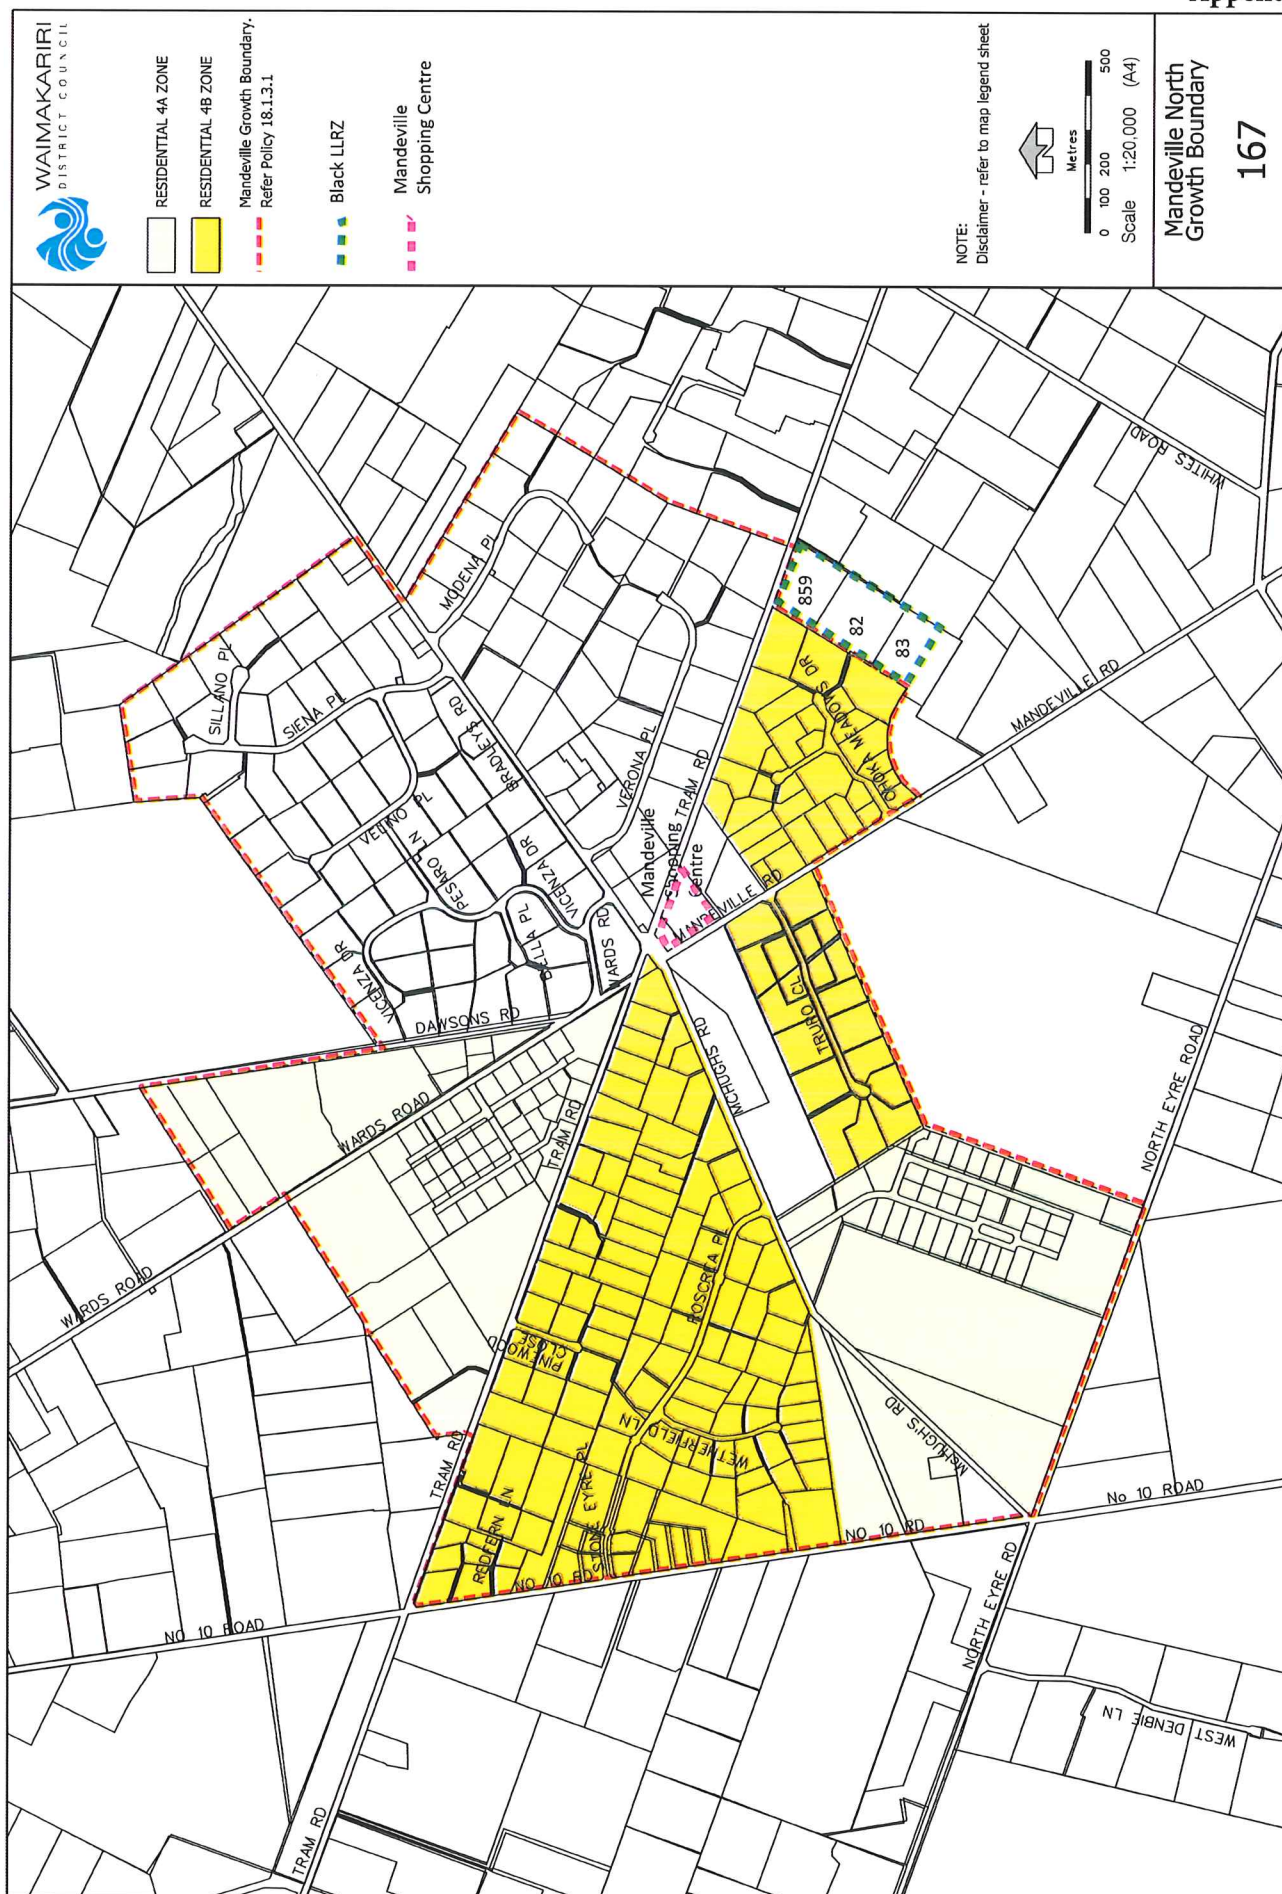 Appen
WAIMAKARIRI
DISTRICT COUNCIL
RESIDENTIAL 4A ZONE
RESIDENTIAL 4B ZONE
Mandeville Growth Boundary.
Refer Policy 18.1.3.1
Black LLRZ
Mandeville
Shopping Centre
NOTE:
Disclaimer - refer to map legend sheet
Metres
0 100 200 500
Scale 1:20,000 (A4)
Mandeville North
Growth Boundary
167
SILLANO PL
SIENA PL
MODENA PL
BRADLEYS RD
VELINO PL
PESARO LN
VICENZA DR
VICENZA DR
BELLA PL
WARDS RD
DAWSONS RD
VERONA PL
TRAM RD
Mandeville
Shopping
Centre
MANDEVILLE RD
859
82
83
OHOKA MEADOWS DR
WHITES ROAD
MANDEVILLE RD
TRURO CL
MCHUGHS RD
NORTH EYRE ROAD
WARDS ROAD
WARDS ROAD
TRAM RD
TRAM RD
PINEWOOD
CLOSE
ROSCREA PL
WETHERFIELD LN
STONE EYRE PL
REDFERN LN
NO 10 RD
NO 10 RD
McHUGH'S RD
No 10 ROAD
NORTH EYRE RD
NO 10 ROAD
TRAM RD
WEST DENBIE LN